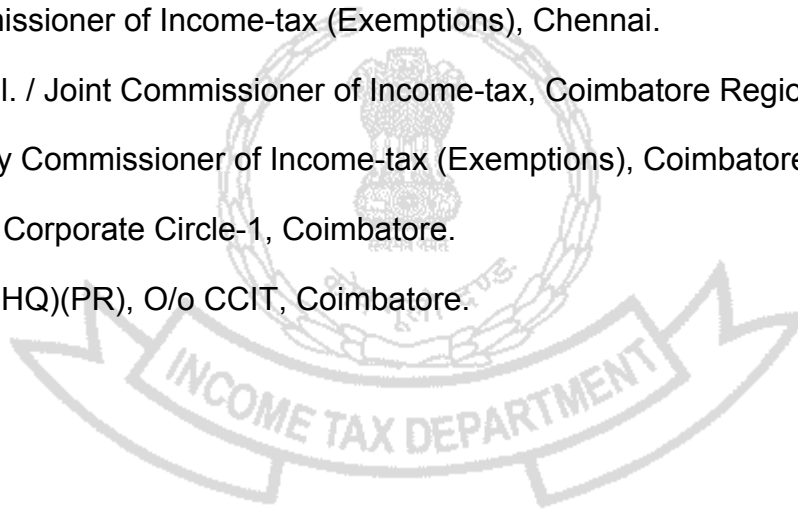 missioner of Income-tax (Exemptions), Chennai.
l. / Joint Commissioner of Income-tax, Coimbatore Regio
y Commissioner of Income-tax (Exemptions), Coimbatore
Corporate Circle-1, Coimbatore.
HQ)(PR), O/o CCIT, Coimbatore.
INCOME TAX DEPARTMENT